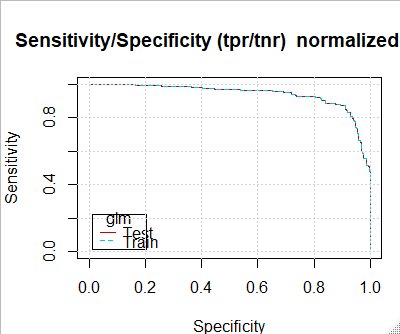 Sensitivity/Specificity (tpr/tnr)  normalized
Sensitivity
0.8
0.4
0.0
glm
Test
Train
0.0 0.2 0.4 0.6 0.8 1.0
Specificity